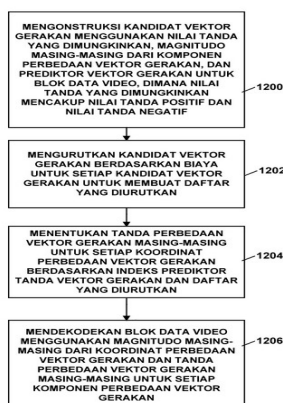 MENGONSTRUKSI KANDIDAT VEKTOR
GERAKAN MENGGUNAKAN NILAI TANDA
YANG DIMUNGKINKAN, MAGNITUDO
MASING-MASING DARI KOMPONEN
PERBEDAAN VEKTOR GERAKAN, DAN
PREDIKTOR VEKTOR GERAKAN UNTUK
BLOK DATA VIDEO, DIMANA NILAI
TANDA YANG DIMUNGKINKAN
MENCAKUP NILAI TANDA POSITIF DAN
NILAI TANDA NEGATIF
1200
MENGURUTKAN KANDIDAT VEKTOR
GERAKAN BERDASARKAN BIAYA
UNTUK SETIAP KANDIDAT VEKTOR
GERAKAN UNTUK MEMBUAT DAFTAR
YANG DIURUTKAN
1202
MENENTUKAN TANDA PERBEDAAN
VEKTOR GERAKAN MASING-MASING
UNTUK SETIAP KOORDINAT
PERBEDAAN VEKTOR GERAKAN
BERDASARKAN INDEKS PREDIKTOR
TANDA VEKTOR GERAKAN DAN DAFTAR
YANG DIURUTKAN
1204
MENDEKODEKAN BLOK DATA VIDEO
MENGGUNAKAN MAGNITUDO MASING-
MASING DARI KOORDINAT PERBEDAAN
VEKTOR GERAKAN DAN TANDA
PERBEDAAN VEKTOR GERAKAN
MASING-MASING UNTUK SETIAP
KOMPONEN PERBEDAAN VEKTOR
GERAKAN
1206